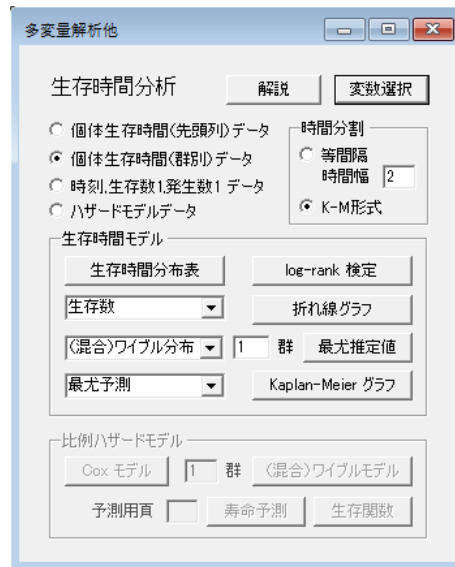 多変量解析他
生存時間分析 解説 変数選択
個体生存時間(先頭列)データ
個体生存時間(群別)データ
時刻,生存数1,発生数1 データ
ハザードモデルデータ
時間分割
等間隔
時間幅 2
K-M形式
生存時間モデル
生存時間分布表 log-rank 検定
生存数 折れ線グラフ
(混合)ワイブル分布 1 群 最尤推定値
最尤予測 Kaplan-Meier グラフ
比例ハザードモデル
Cox モデル 1 群 (混合)ワイブルモデル
予測用頁 寿命予測 生存関数